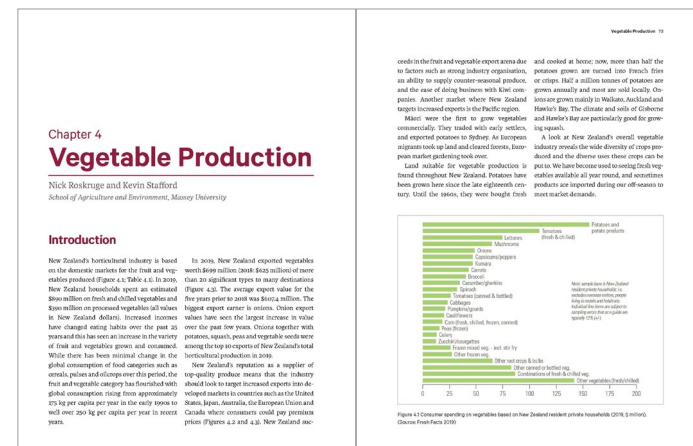 Chapter 4
Vegetable Production
Nick Roskruge and Kevin Stafford
School of Agriculture and Environment, Massey University
Introduction
New Zealand's horticultural industry is based
on the domestic markets for the fruit and veg-
etables produced (Figure 4.1; Table 4.1). In 2019,
New Zealand households spent an estimated
$890 million on fresh and chilled vegetables and
$390 million on processed vegetables (all values
in New Zealand dollars). Increased incomes
have changed eating habits over the past 25
years and this has seen an increase in the variety
of fruit and vegetables grown and consumed.
While there has been minimal change in the
global consumption of food categories such as
cereals, pulses and oilcrops over this period, the
fruit and vegetable category has flourished with
global consumption rising from approximately
175 kg per capita per year in the early 1990s to
well over 250 kg per capita per year in recent
years.
In 2019, New Zealand exported vegetables
worth $699 million (2018: $625 million) of more
than 20 significant types to many destinations
(Figure 4.3). The average export value for the
five years prior to 2018 was $607.4 million. The
biggest export earner is onions. Onion export
values have seen the largest increase in value
over the past few years. Onions together with
potatoes, squash, peas and vegetable seeds were
among the top 10 exports of New Zealand's total
horticultural production in 2019.
New Zealand's reputation as a supplier of
top-quality produce means that the industry
should look to target increased exports into de-
veloped markets in countries such as the United
States, Japan, Australia, the European Union and
Canada where consumers could pay premium
prices (Figures 4.2 and 4.3). New Zealand suc-
Vegetable Production 73
ceeds in the fruit and vegetable export arena due
to factors such as strong industry organisation,
an ability to supply counter-seasonal produce,
and the ease of doing business with Kiwi com-
panies. Another market where New Zealand
targets increased exports is the Pacific region.
Māori were the first to grow vegetables
commercially. They traded with early settlers,
and exported potatoes to Sydney. As European
migrants took up land and cleared forests, Euro-
pean market gardening took over.
Land suitable for vegetable production is
found throughout New Zealand. Potatoes have
been grown here since the late eighteenth cen-
tury. Until the 1960s, they were bought fresh
and cooked at home; now, more than half the
potatoes grown are turned into French fries
or crisps. Half a million tonnes of potatoes are
grown annually and most are sold locally. On-
ions are grown mainly in Waikato, Auckland and
Hawke's Bay. The climate and soils of Gisborne
and Hawke's Bay are particularly good for grow-
ing squash.
A look at New Zealand's overall vegetable
industry reveals the wide diversity of crops pro-
duced and the diverse uses these crops can be
put to. We have become used to seeing fresh veg-
etables available all year round, and sometimes
products are imported during our off-season to
meet market demands.
Potatoes and
potato products
Tomatoes
(fresh & chilled)
Lettuces
Mushrooms
Onions
Capsicums/peppers
Kumara
Carrots
Broccoli
Cucumber/gherkins
Spinach
Tomatoes (canned & bottled)
Cabbages
Pumpkins/gourds
Cauliflowers
Corn (fresh, chilled, frozen, canned)
Peas (frozen)
Celery
Zucchini/courgettes
Frozen mixed veg. - incl. stir fry
Other frozen veg.
Other root crops & bulbs
Other canned or bottled veg.
Combinations of fresh & chilled veg.
Other vegetables (fresh/chilled)
Note: sample base is New Zealand
resident private households; i.e.
excludes overseas visitors, people
living in motels and hotels etc.
Individual line items are subject to
sampling errors
0 25 50 75 100 125 150 175 200
Figure 4.1 Consumer spending on vegetables based on New Zealand resident private households (2019, $ million).
(Source: Fresh Facts 2019)